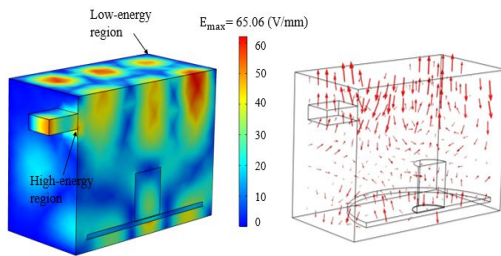 Low-energy
region
Emax= 65.06 (V/mm)
60
50
40
30
20
10
0
High-energy
region